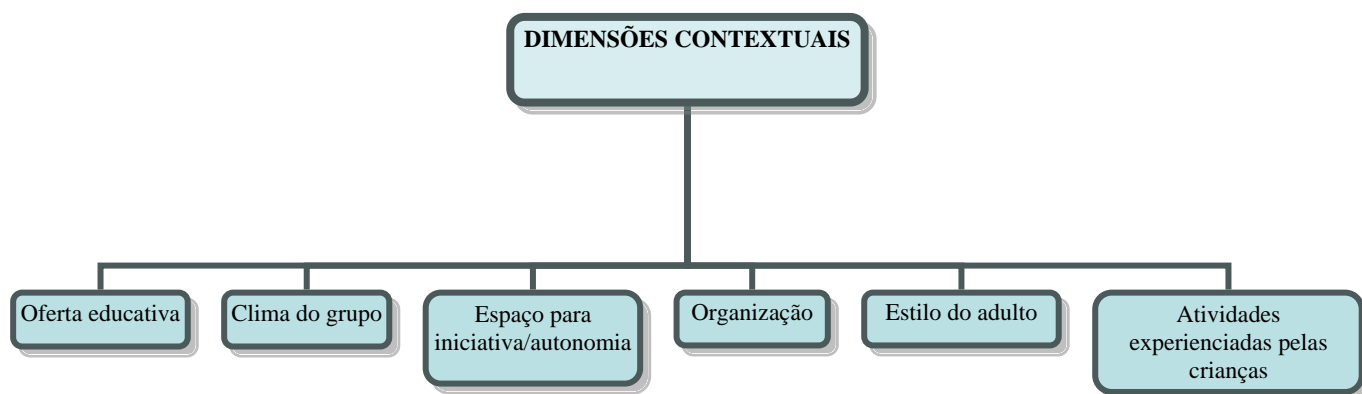 DIMENSÕES CONTEXTUAIS
Oferta educativa
Clima do grupo
Espaço para
iniciativa/autonomia
Organização
Estilo do adulto
Atividades
experienciadas pelas
crianças